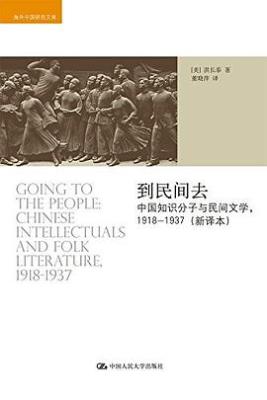 海外中国研究文库
[美] 洪长泰 著
董晓萍 译
到民间去
中国知识分子与民间文学,
1918-1937 (新译本)
GOING TO
THE PEOPLE:
CHINESE
INTELLECTUALS
AND FOLK
LITERATURE,
1918-1937
中国人民大学出版社